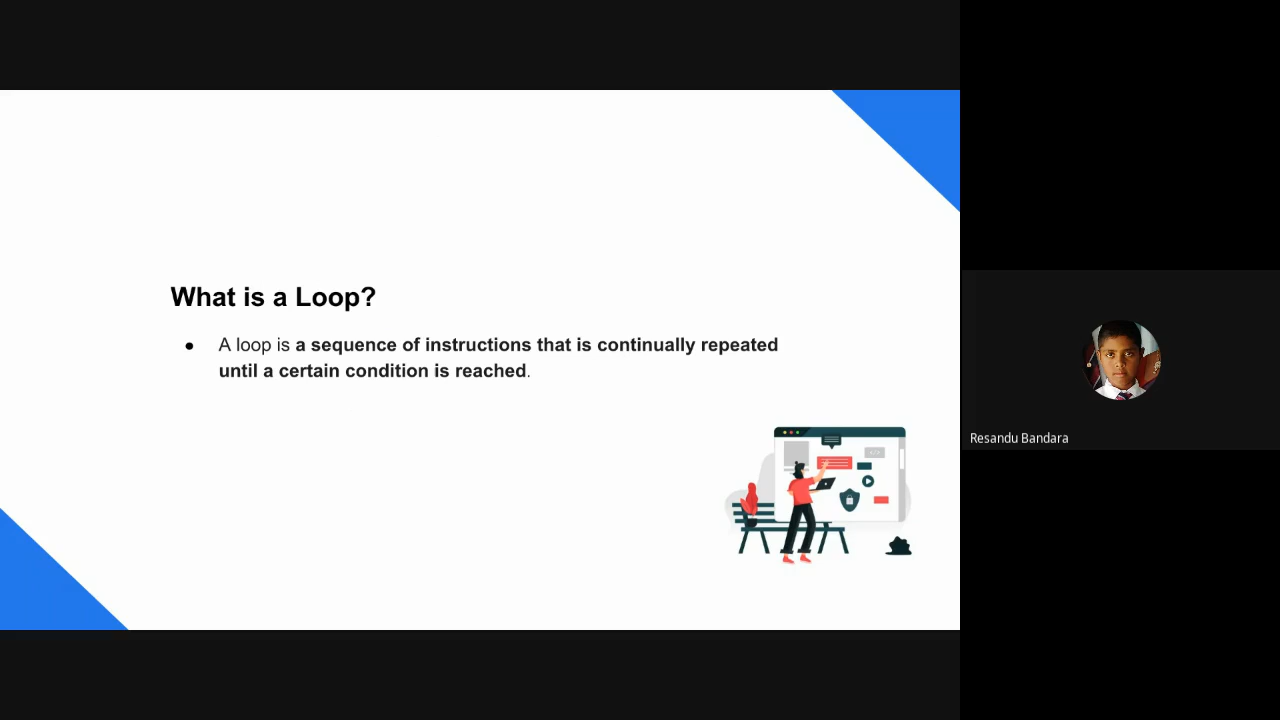 What is a Loop?
● A loop is a sequence of instructions that is continually repeated
until a certain condition is reached.
Resandu Bandara